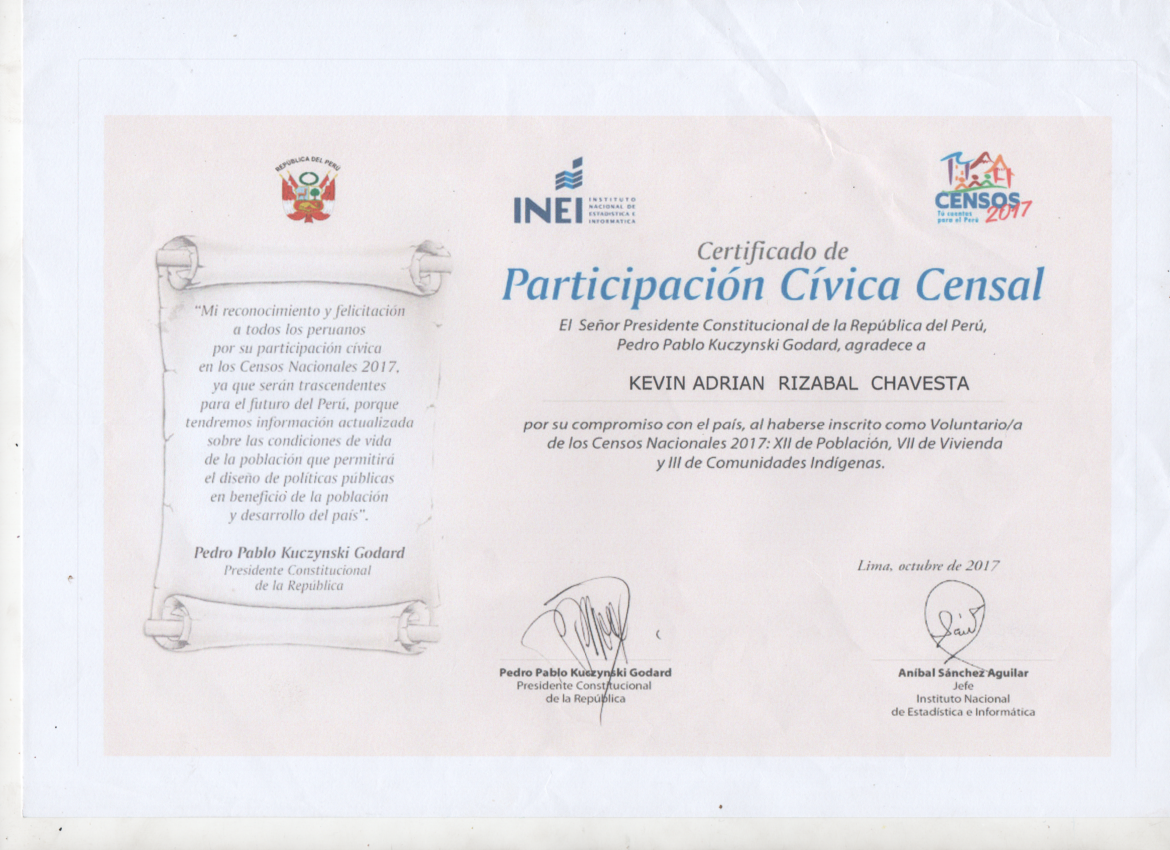 REPÚBLICA DEL PERÚ
INEI
INSTITUTO
NACIONAL DE
ESTADÍSTICA E
INFORMÁTICA
CENSOS
2017
Tú cuentas
para el Perú
Certificado de
Participación Cívica Censal
El Señor Presidente Constitucional de la República del Perú,
Pedro Pablo Kuczynski Godard, agradece a
KEVIN ADRIAN RIZABAL CHAVESTA
por su compromiso con el país, al haberse inscrito como Voluntario/a
de los Censos Nacionales 2017: XII de Población, VII de Vivienda
y III de Comunidades Indígenas.
“Mi reconocimiento y felicitación
a todos los peruanos
por su participación cívica
en los Censos Nacionales 2017,
ya que serán trascendentes
para el futuro del Perú, porque
tendremos información actualizada
sobre las condiciones de vida
de la población que permitirá
el diseño de políticas públicas
en beneficio de la población
y desarrollo del país”.
Pedro Pablo Kuczynski Godard
Presidente Constitucional
de la República
Lima, octubre de 2017
Pedro Pablo Kuczynski Godard
Presidente Constitucional
de la República
Aníbal Sánchez Aguilar
Jefe
Instituto Nacional
de Estadística e Informática